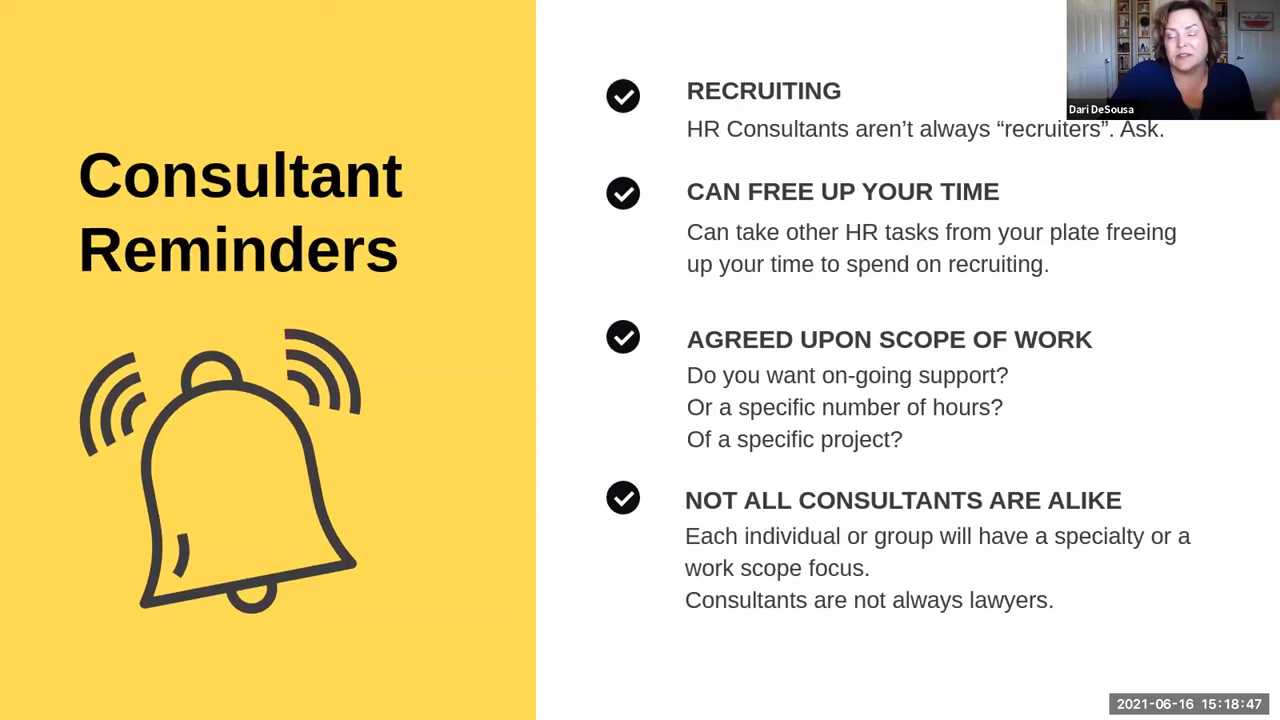 Consultant
Reminders
RECRUITING
HR Consultants aren’t always “recruiters”. Ask.
CAN FREE UP YOUR TIME
Can take other HR tasks from your plate freeing
up your time to spend on recruiting.
AGREED UPON SCOPE OF WORK
Do you want on-going support?
Or a specific number of hours?
Of a specific project?
NOT ALL CONSULTANTS ARE ALIKE
Each individual or group will have a specialty or a
work scope focus.
Consultants are not always lawyers.
Dari DeSousa
2021-06-16 15:18:47